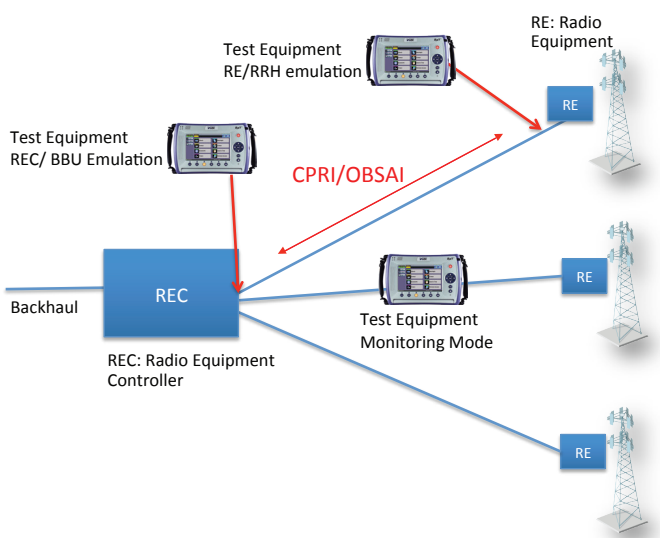 Test Equipment
RE/RRH emulation
RE: Radio
Equipment
RE
Test Equipment
REC/ BBU Emulation
CPRI/OBSAI
REC
Backhaul
RE
Test Equipment
Monitoring Mode
REC: Radio Equipment
Controller
RE